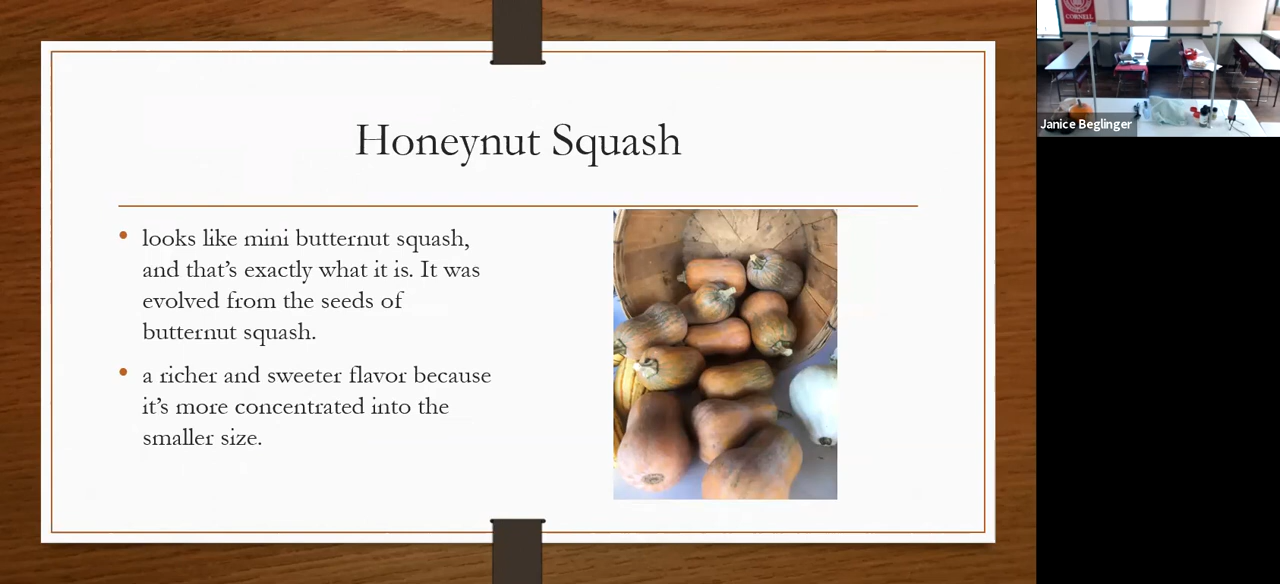 Honeynut Squash
• looks like mini butternut squash,
and that’s exactly what it is. It was
evolved from the seeds of
butternut squash.
• a richer and sweeter flavor because
it’s more concentrated into the
smaller size.
CORNELL
Janice Beglinger